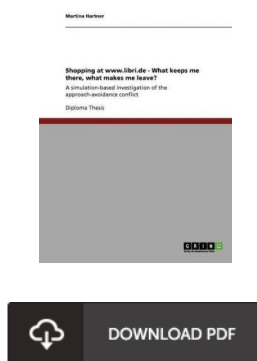 Martina Hartner
Shopping at www.libri.de - What keeps me
there, what makes me leave?
A simulation-based investigation of the
approach-avoidance conflict
Diploma Thesis
GRIN
DOWNLOAD PDF